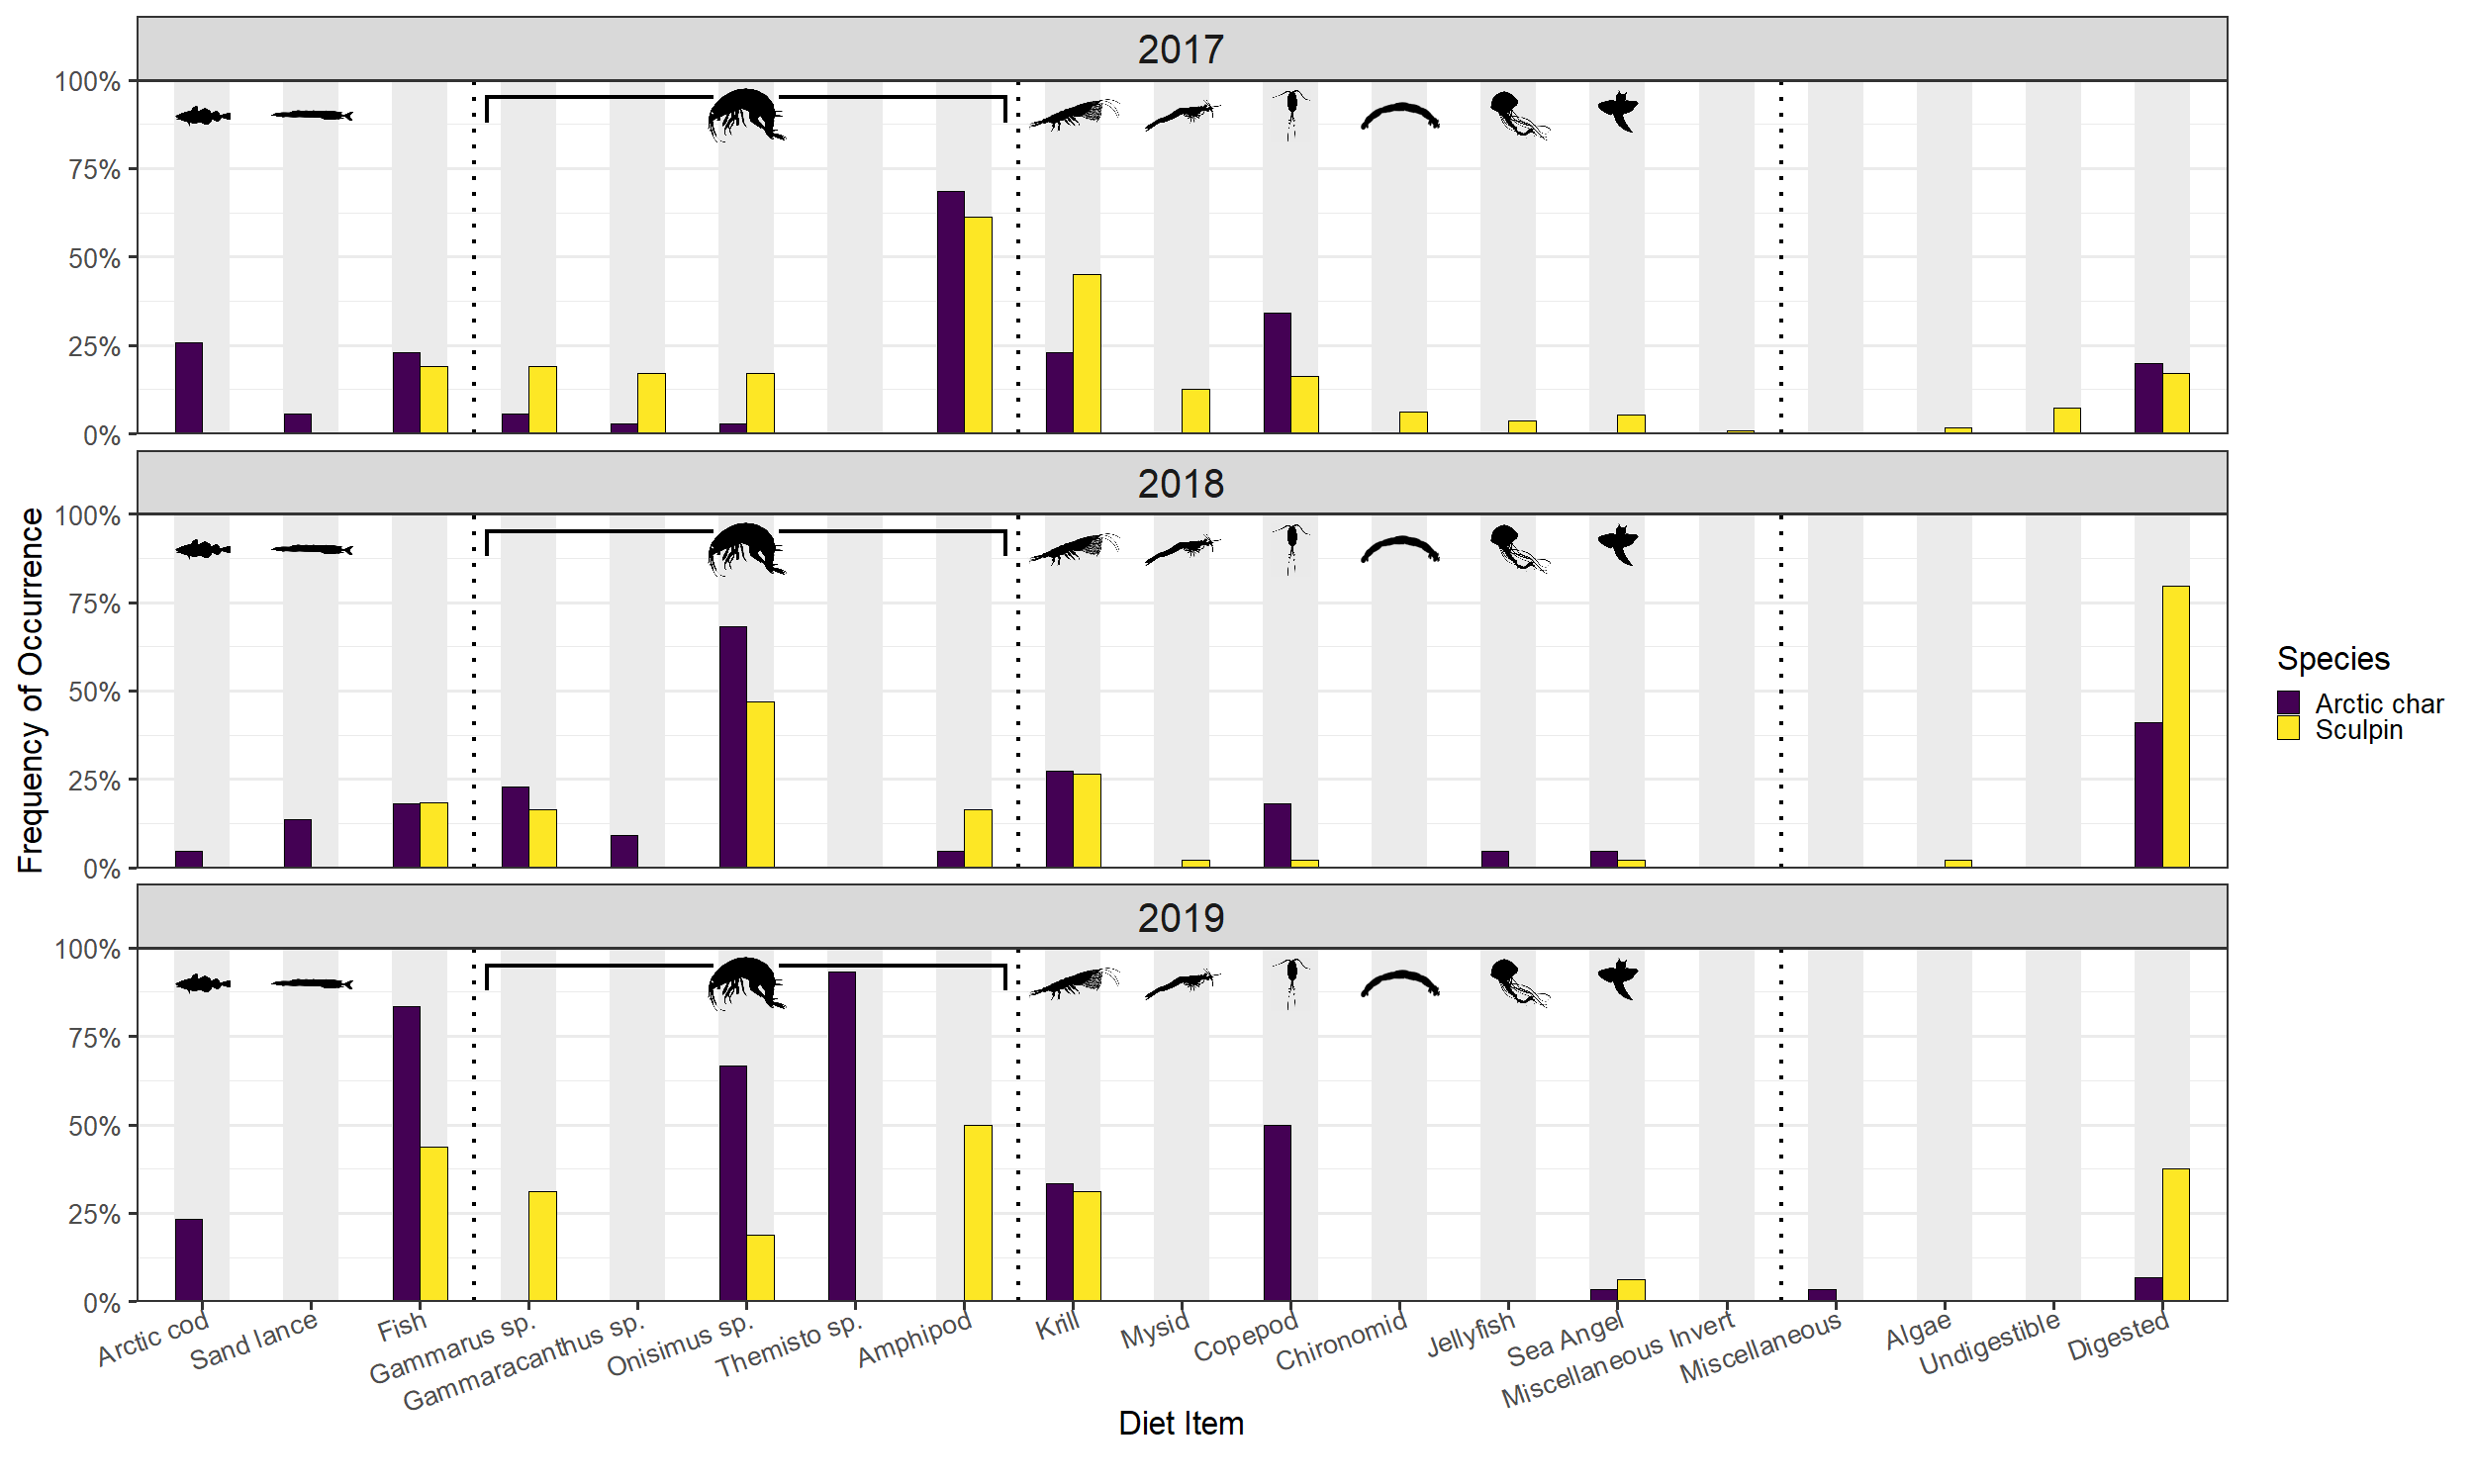 2017
100%
75%
50%
25%
0%
2018
100%
75%
50%
25%
0%
2019
100%
75%
50%
25%
0%
Frequency of Occurrence
Arctic cod
Sand lance
Fish
Gammarus sp.
Gammaracanthus sp.
Onisimus sp.
Themisto sp.
Amphipod
Krill
Mysid
Copepod
Chironomid
Jellyfish
Sea Angel
Miscellaneous Invert
Miscellaneous
Algae
Undigestible
Digested
Diet Item
Species
Arctic char
Sculpin